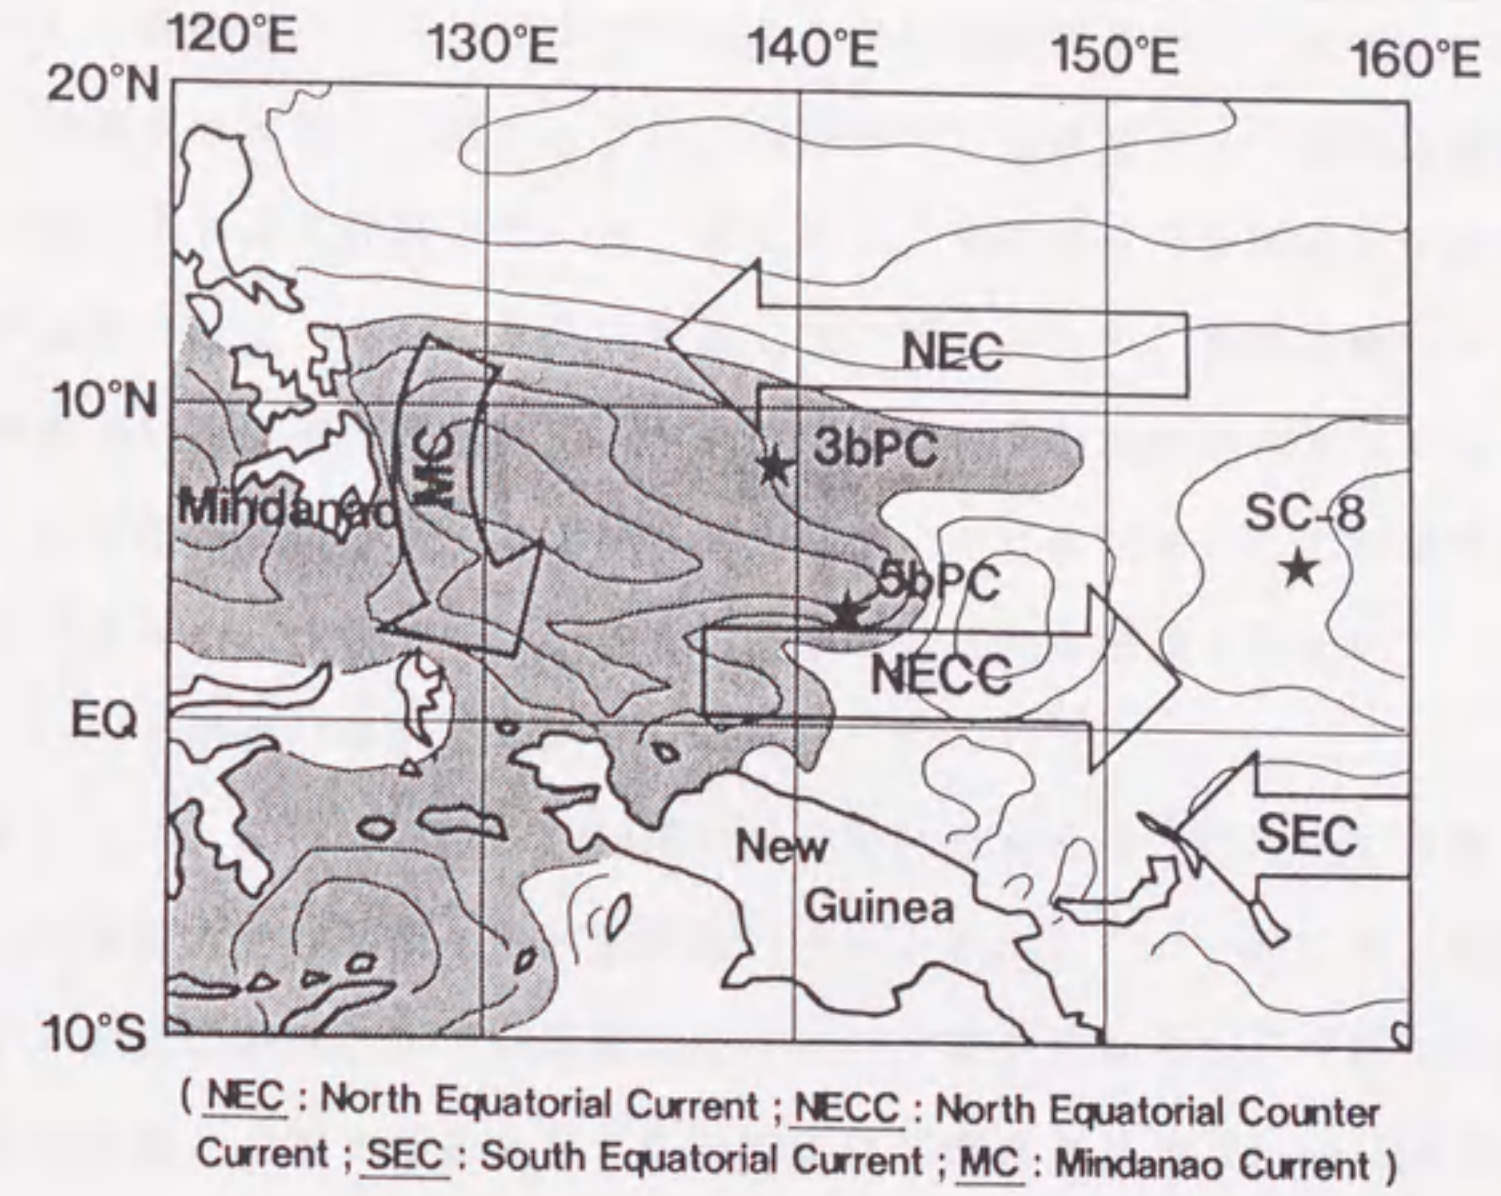 120°E 130°E 140°E 150°E 160°E
20°N
NEC
10°N
3bPC
MC
Mindanao
SC-8
5bPC
NECC
EQ
SEC
New
Guinea
10°S
( NEC : North Equatorial Current ; NECC : North Equatorial Counter
Current ; SEC : South Equatorial Current ; MC : Mindanao Current )